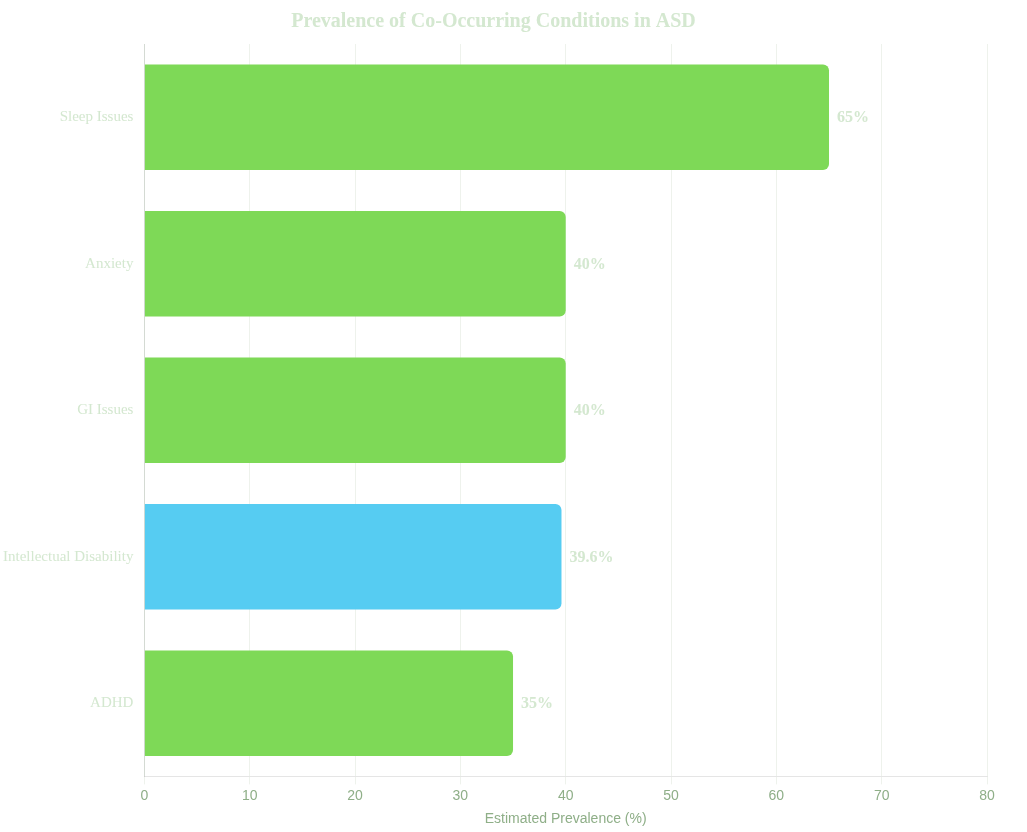 Prevalence of Co-Occurring Conditions in ASD
Sleep Issues
65%
Anxiety
40%
GI Issues
40%
Intellectual Disability
39.6%
ADHD
35%
0 10 20 30 40 50 60 70 80
Estimated Prevalence (%)